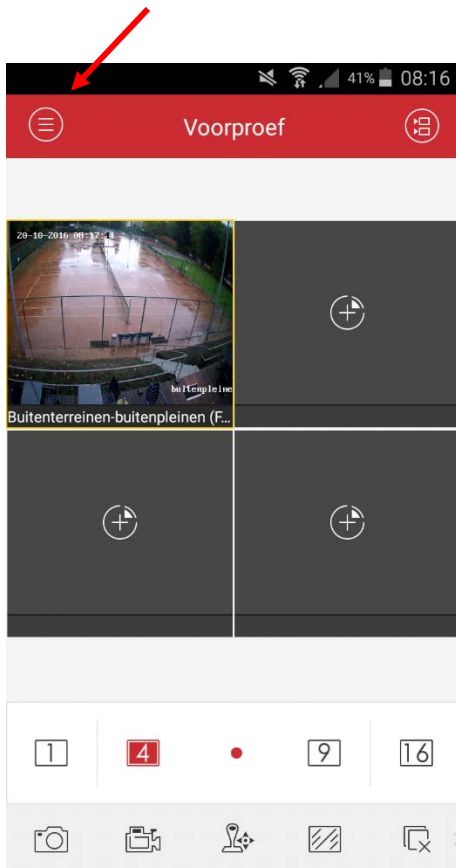 41% 08:16
Voorproef
20-10-2016 08:17:41
buitenpleine
Buitenterreinen-buitenpleinen (F...
1 4 9 16